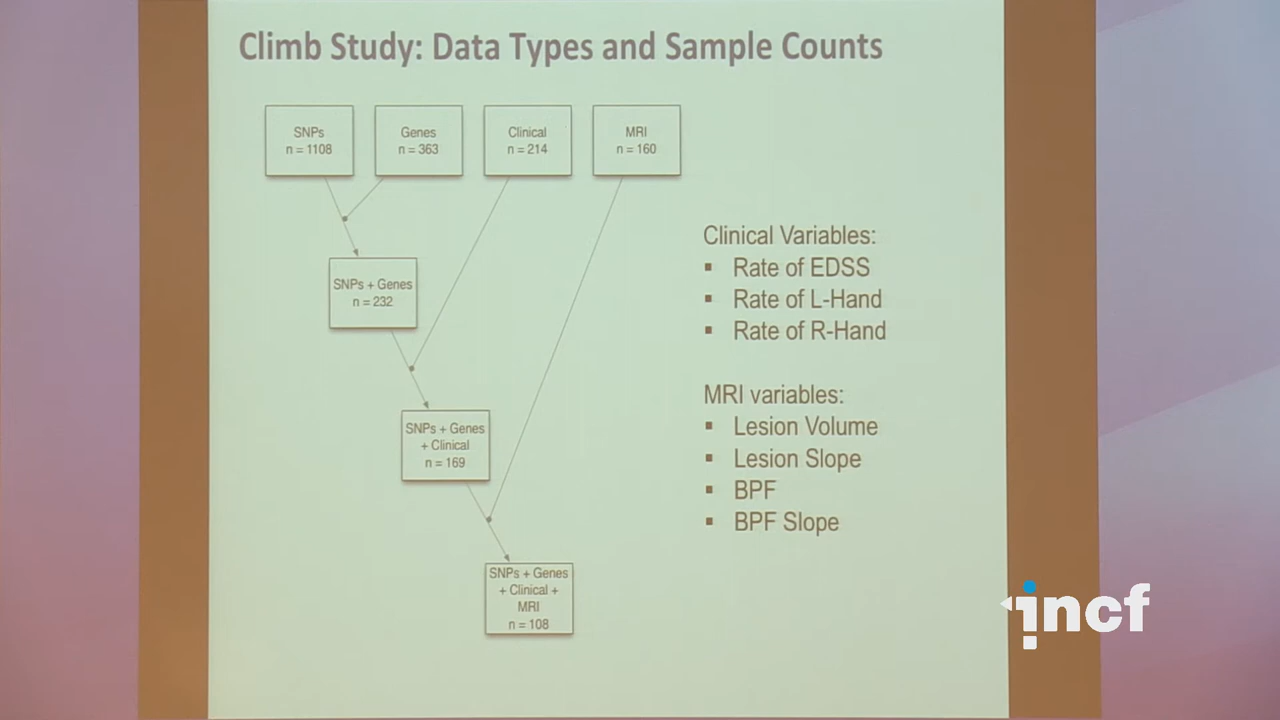 Climb Study: Data Types and Sample Counts
SNPs
n = 1108
Genes
n = 363
Clinical
n = 214
MRI
n = 160
SNPs + Genes
n = 232
SNPs + Genes
+ Clinical
n = 169
SNPs + Genes
+ Clinical +
MRI
n = 108
Clinical Variables:
▪ Rate of EDSS
▪ Rate of L-Hand
▪ Rate of R-Hand
MRI variables:
▪ Lesion Volume
▪ Lesion Slope
▪ BPF
▪ BPF Slope
incf